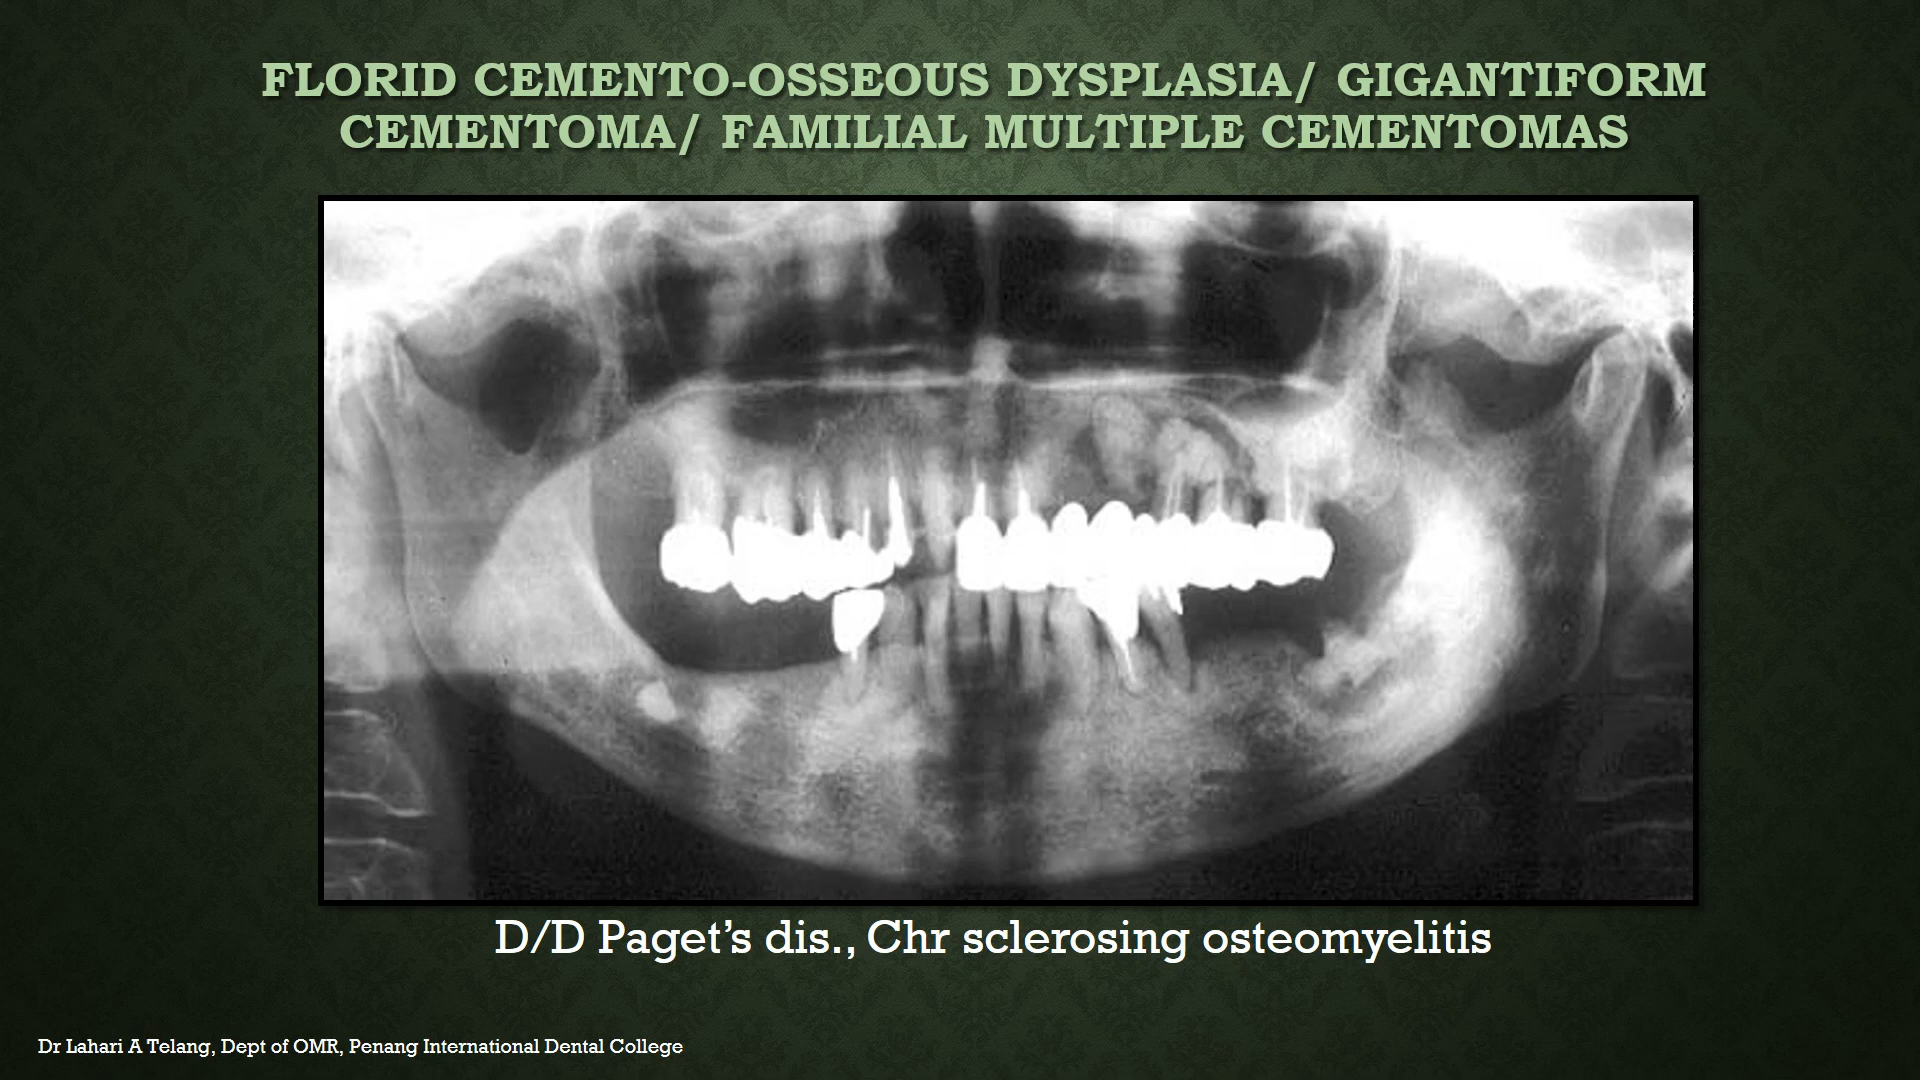 FLORID CEMENTO-OSSEOUS DYSPLASIA/ GIGANTIFORM
CEMENTOMA/ FAMILIAL MULTIPLE CEMENTOMAS
D/D Paget’s dis., Chr sclerosing osteomyelitis
Dr Lahari A Telang, Dept of OMR, Penang International Dental College